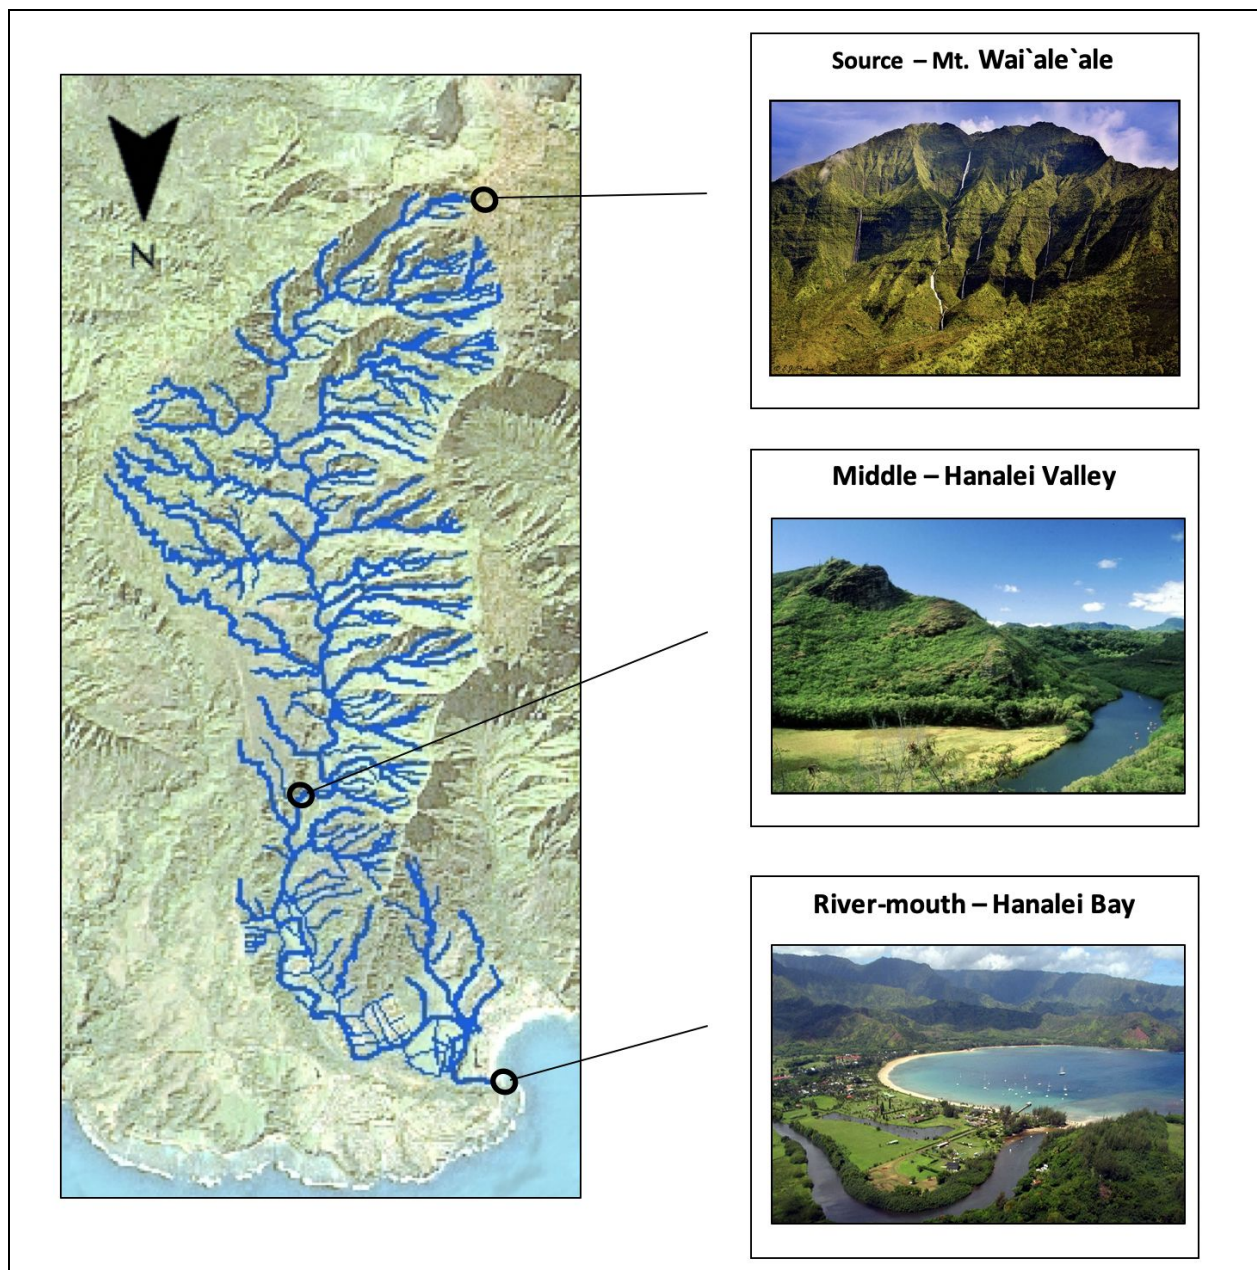 Source – Mt. Wai`ale`ale
N
Middle – Hanalei Valley
River-mouth – Hanalei Bay